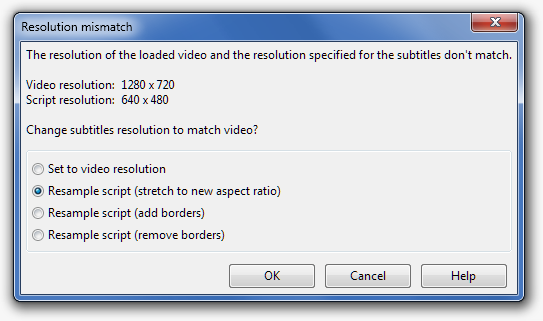 Resolution mismatch
The resolution of the loaded video and the resolution specified for the subtitles don't match.
Video resolution: 1280 x 720
Script resolution: 640 x 480
Change subtitles resolution to match video?
Set to video resolution
Resample script (stretch to new aspect ratio)
Resample script (add borders)
Resample script (remove borders)
OK Cancel Help